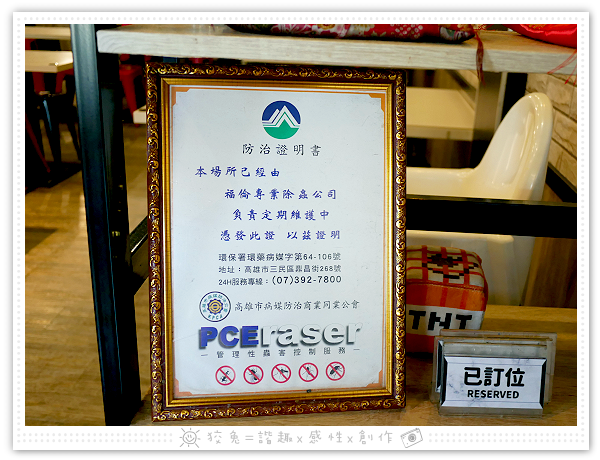 防治證明書
本場所已經由
福倫專業除蟲公司
負責定期維護中
憑發此證 以茲證明
環保署環藥病媒字第64-106號
地址：高雄市三民區鼎昌街268號
24H服務專線：(07)392-7800
高雄市病媒防治商業同業公會
PCEraser
管理性蟲害控制服務
TNT
已訂位
RESERVED
狡兔=諧趣x感性x創作